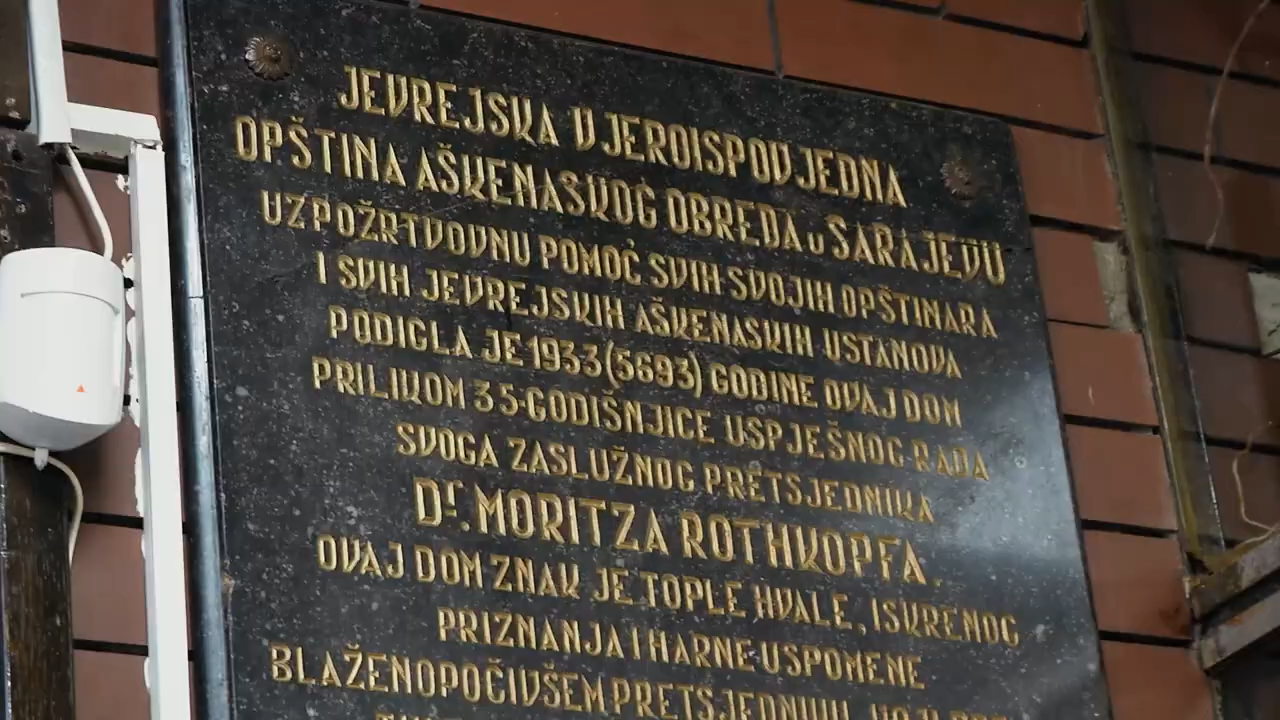 JEVREJSKA VJEROISPOVJEDNA
OPŠTINA AŠKENASKOG OBREDA u SARAJEVU
UZ POŽRTVOVNU POMOĆ SVIH SVOJIH OPŠTINARA
I SVIH JEVREJSKIH AŠKENASKIH USTANOVA
PODIGLA JE 1933 (5693) GODINE OVAJ DOM
PRILIKOM 35-GODIŠNJICE USPJEŠNOG RADA
SVOGA ZASLUŽNOG PRETSJEDNIKA
Dr. MORITZA ROTHKOPFA.
OVAJ DOM ZNAK JE TOPLE HVALE, ISKRENOG
PRIZNANJA I HARNE USPOMENE
BLAŽENOPOČIVŠEM PRETSJEDNIKU, KOJI